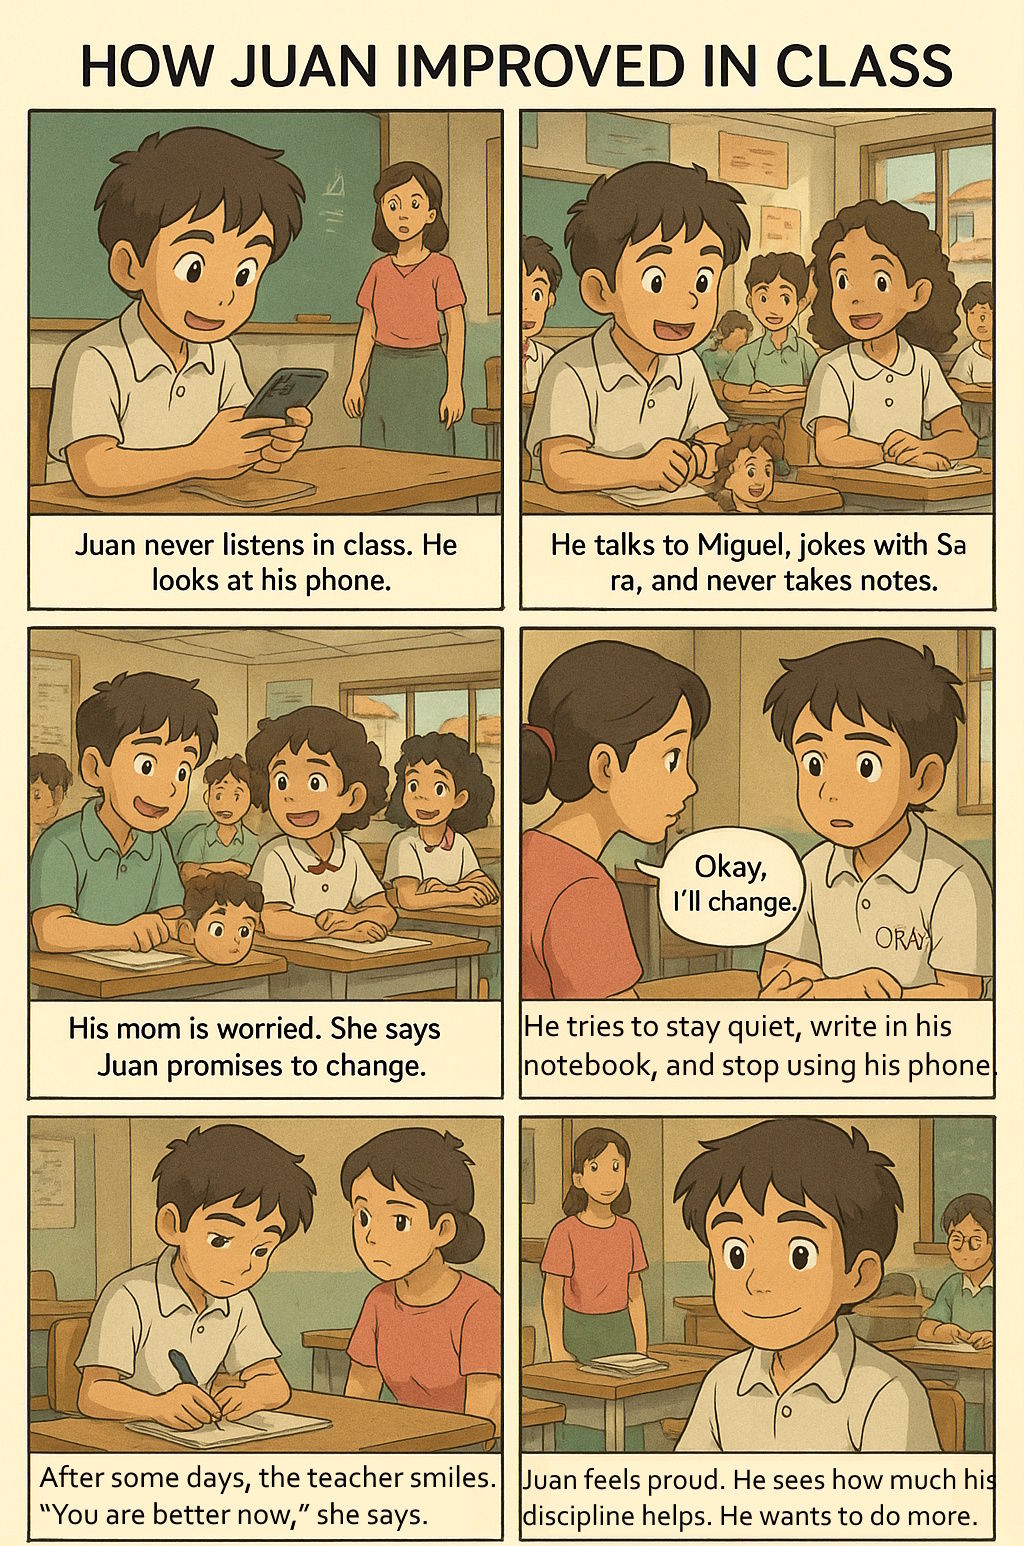 HOW JUAN IMPROVED IN CLASS
Juan never listens in class. He
looks at his phone.
He talks to Miguel, jokes with Sa
ra, and never takes notes.
His mom is worried. She says
Juan promises to change.
Okay,
I'll change.
He tries to stay quiet, write in his
notebook, and stop using his phone.
After some days, the teacher smiles.
“You are better now,” she says.
Juan feels proud. He sees how much his
discipline helps. He wants to do more.